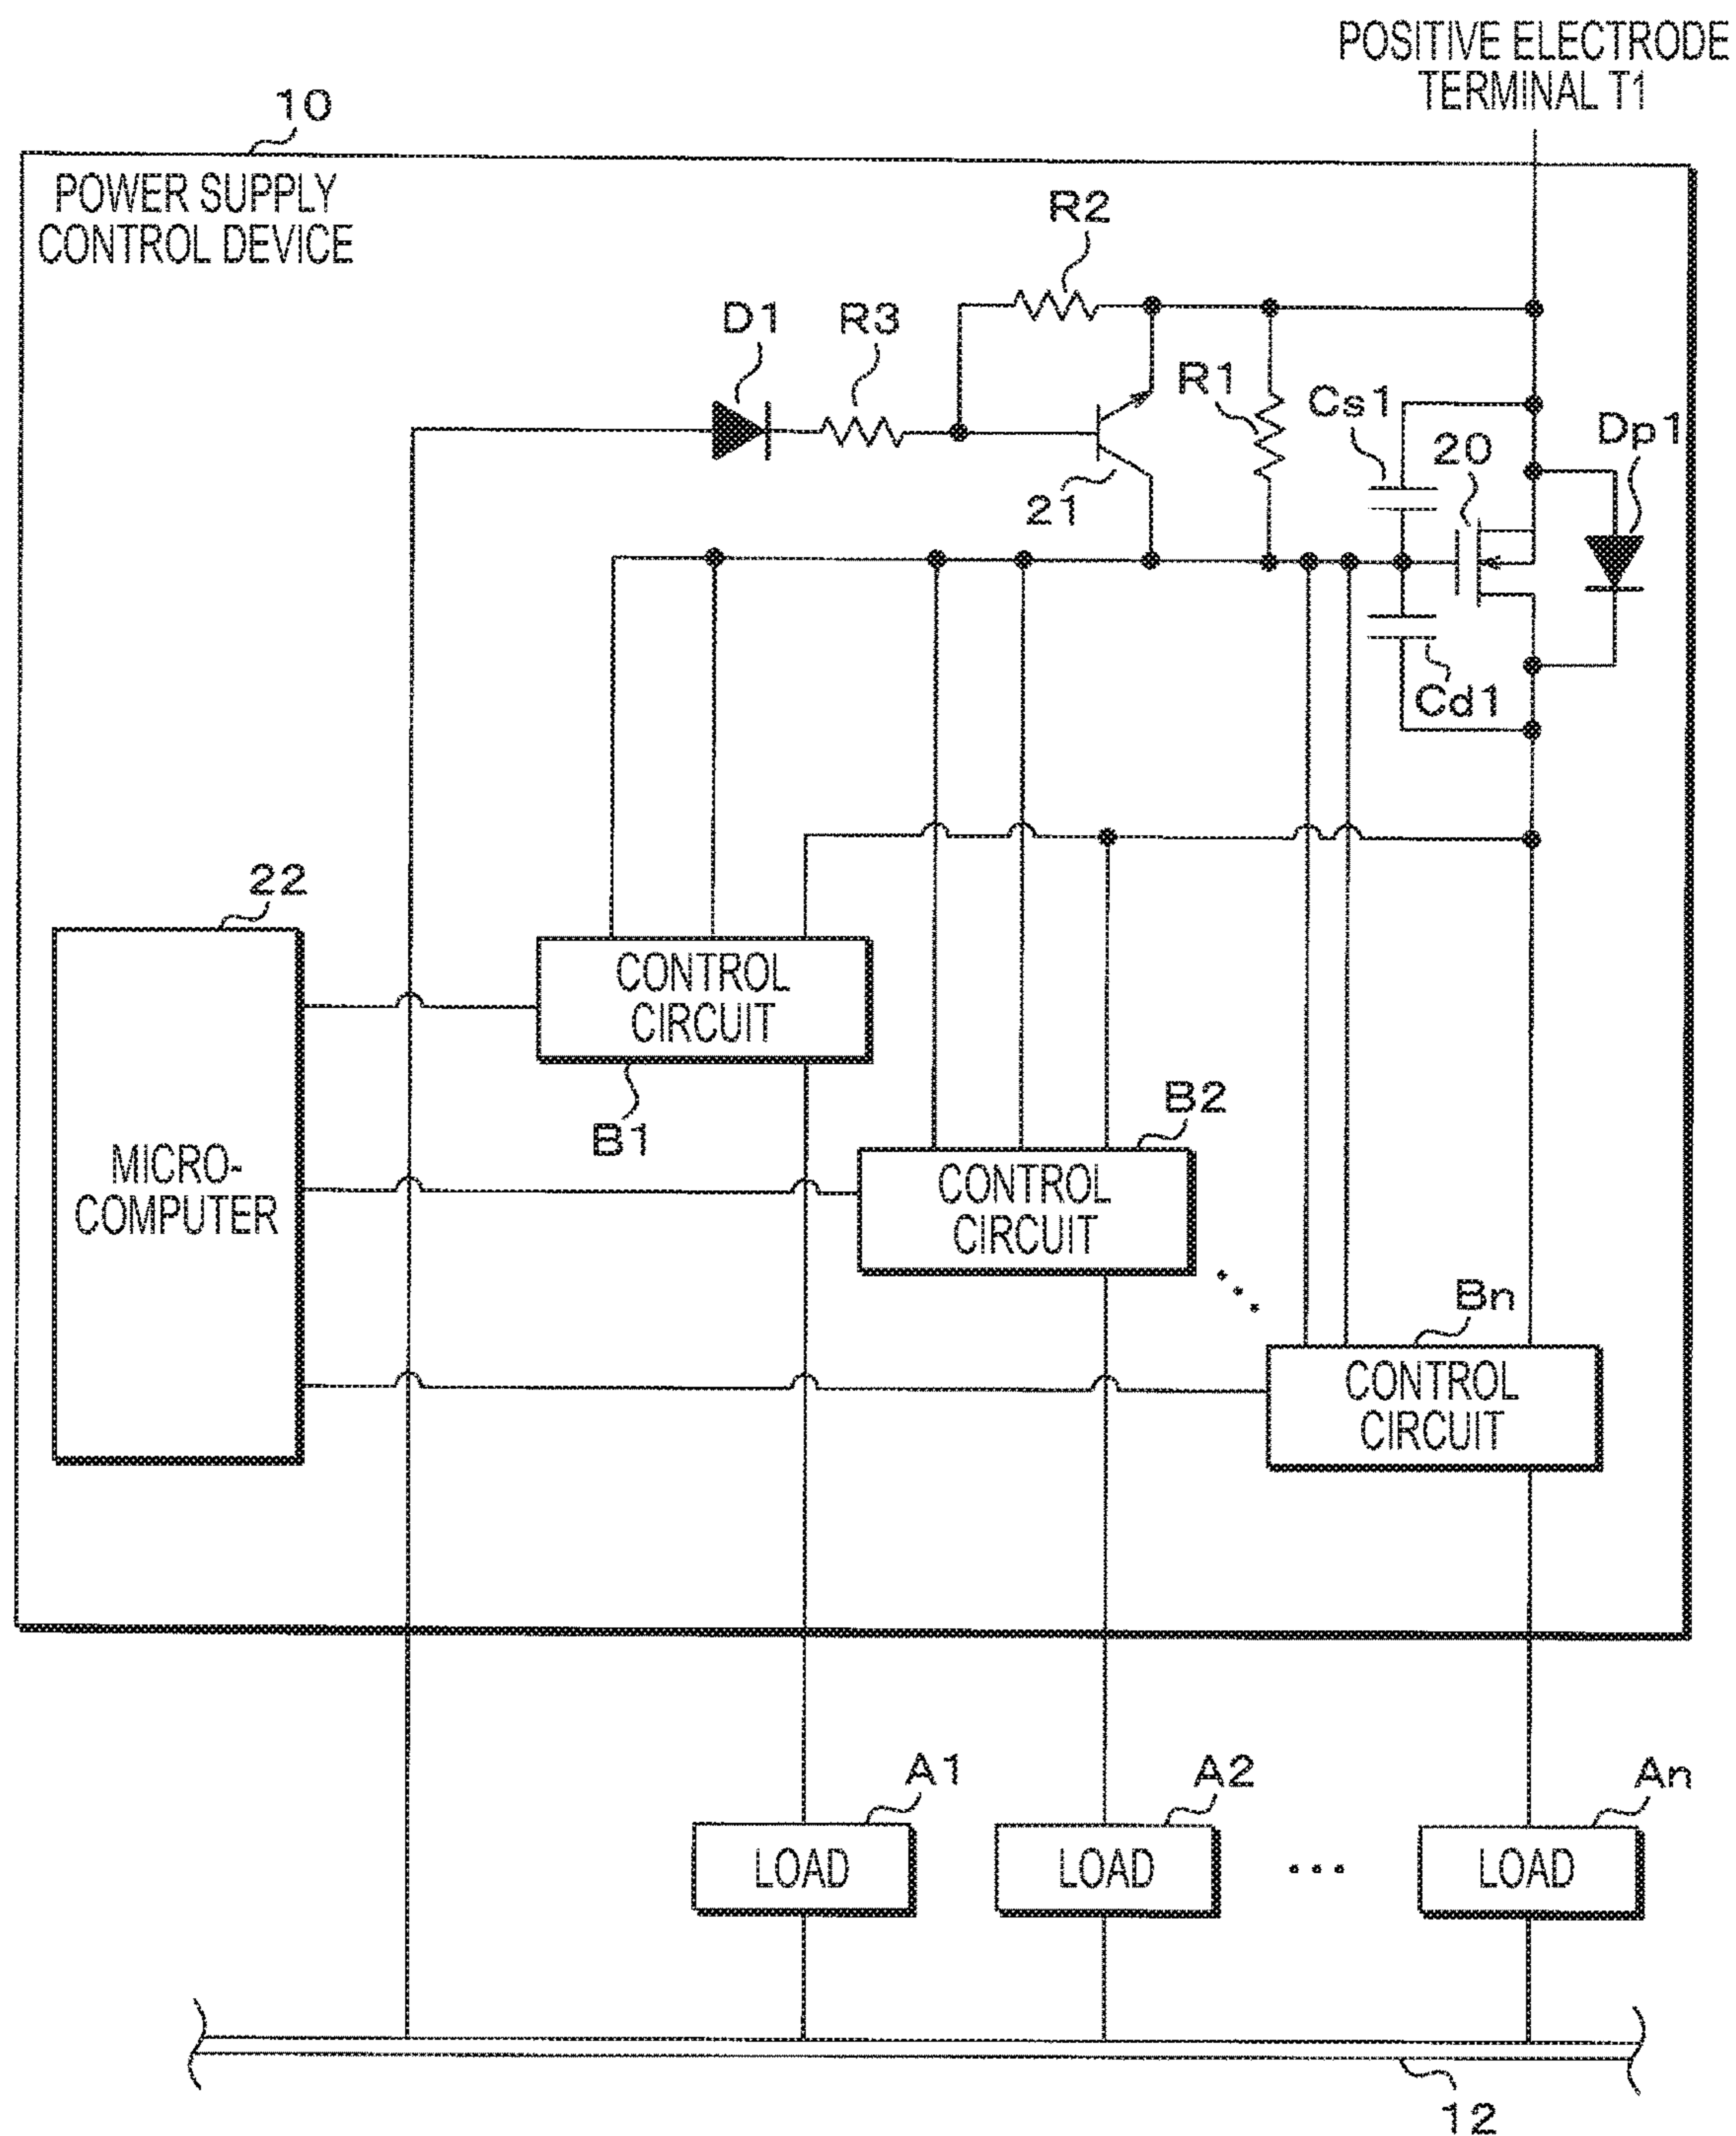 POSITIVE ELECTRODE
TERMINAL T1
10
POWER SUPPLY
CONTROL DEVICE
R2
D1
R3
R1
Cs1
20
Dp1
21
Cd1
22
CONTROL
CIRCUIT
B1
MICRO-
COMPUTER
B2
CONTROL
CIRCUIT
Bn
CONTROL
CIRCUIT
A1
A2
An
LOAD
LOAD
LOAD
12